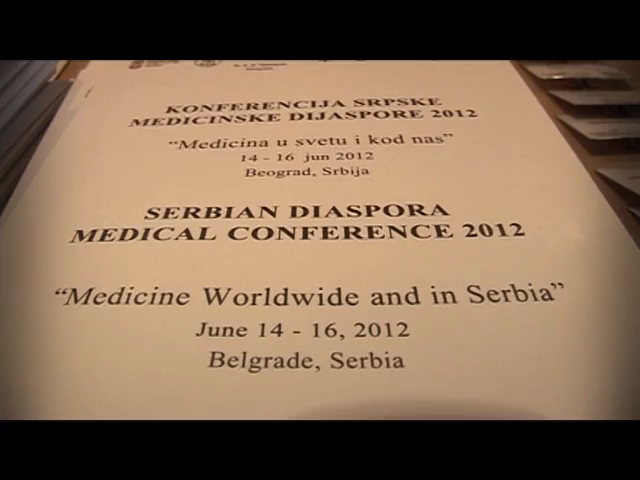 KONFERENCIJA SRPSKE
MEDICINSKE DIJASPORE 2012
"Medicina u svetu i kod nas"
14 - 16 jun 2012
Beograd, Srbija
SERBIAN DIASPORA
MEDICAL CONFERENCE 2012
"Medicine Worldwide and in Serbia"
June 14 - 16, 2012
Belgrade, Serbia